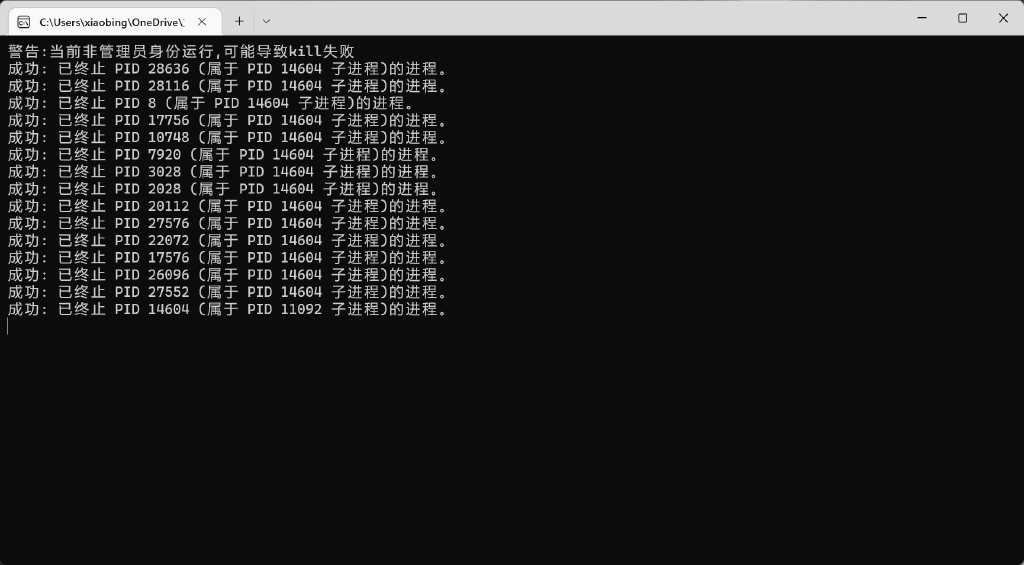 C:\Users\xiaobing\OneDrive\
警告:当前非管理员身份运行,可能导致kill失败
成功: 已终止 PID 28636 (属于 PID 14604 子进程)的进程。
成功: 已终止 PID 28116 (属于 PID 14604 子进程)的进程。
成功: 已终止 PID 8 (属于 PID 14604 子进程)的进程。
成功: 已终止 PID 17756 (属于 PID 14604 子进程)的进程。
成功: 已终止 PID 10748 (属于 PID 14604 子进程)的进程。
成功: 已终止 PID 7920 (属于 PID 14604 子进程)的进程。
成功: 已终止 PID 3028 (属于 PID 14604 子进程)的进程。
成功: 已终止 PID 2028 (属于 PID 14604 子进程)的进程。
成功: 已终止 PID 20112 (属于 PID 14604 子进程)的进程。
成功: 已终止 PID 27576 (属于 PID 14604 子进程)的进程。
成功: 已终止 PID 22072 (属于 PID 14604 子进程)的进程。
成功: 已终止 PID 17576 (属于 PID 14604 子进程)的进程。
成功: 已终止 PID 26096 (属于 PID 14604 子进程)的进程。
成功: 已终止 PID 27552 (属于 PID 14604 子进程)的进程。
成功: 已终止 PID 14604 (属于 PID 11092 子进程)的进程。